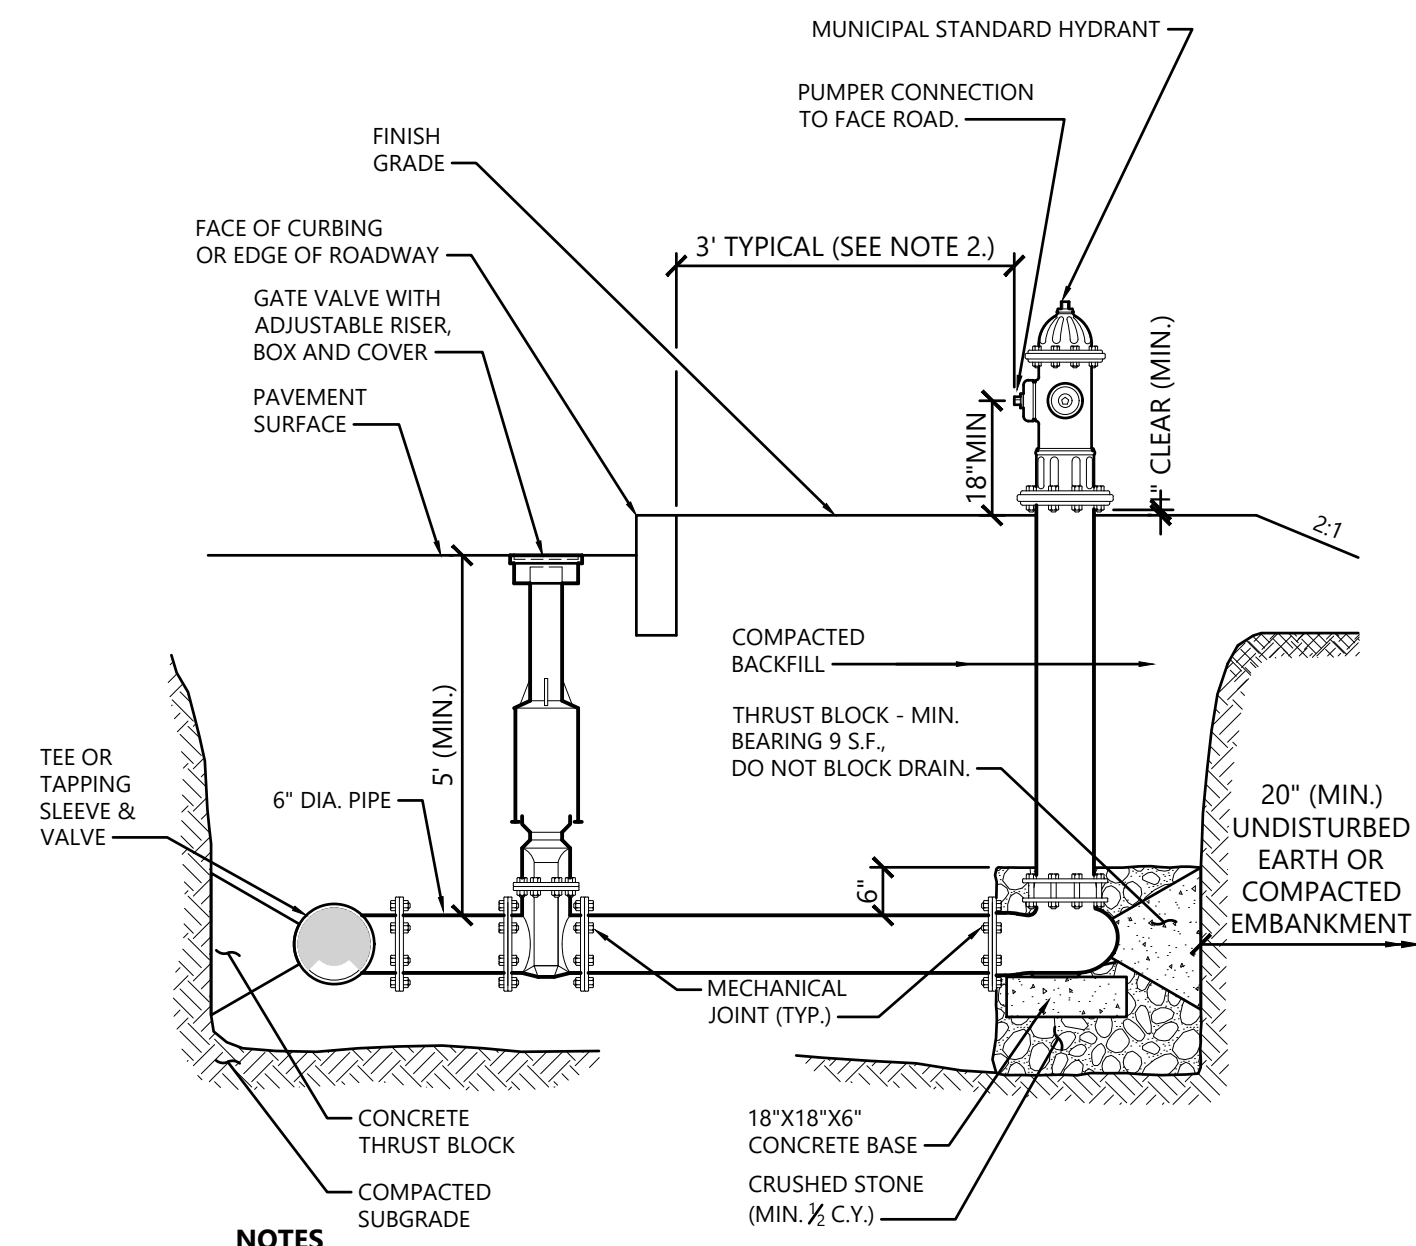 MUNICIPAL STANDARD HYDRANT
PUMPER CONNECTION
TO FACE ROAD.
FINISH
GRADE
FACE OF CURBING
OR EDGE OF ROADWAY
3' TYPICAL (SEE NOTE 2.)
GATE VALVE WITH
ADJUSTABLE RISER,
BOX AND COVER
PAVEMENT
SURFACE
18"MIN
1" CLEAR (MIN.)
2:1
COMPACTED
BACKFILL
THRUST BLOCK - MIN.
BEARING 9 S.F.,
DO NOT BLOCK DRAIN.
5' (MIN.)
TEE OR
TAPPING
SLEEVE &
VALVE
6" DIA. PIPE
6"
20" (MIN.)
UNDISTURBED
EARTH OR
COMPACTED
EMBANKMENT
MECHANICAL
JOINT (TYP.)
CONCRETE
THRUST BLOCK
COMPACTED
SUBGRADE
18"X18"X6"
CONCRETE BASE
CRUSHED STONE
(MIN. 1/2 C.Y.)
NOTES